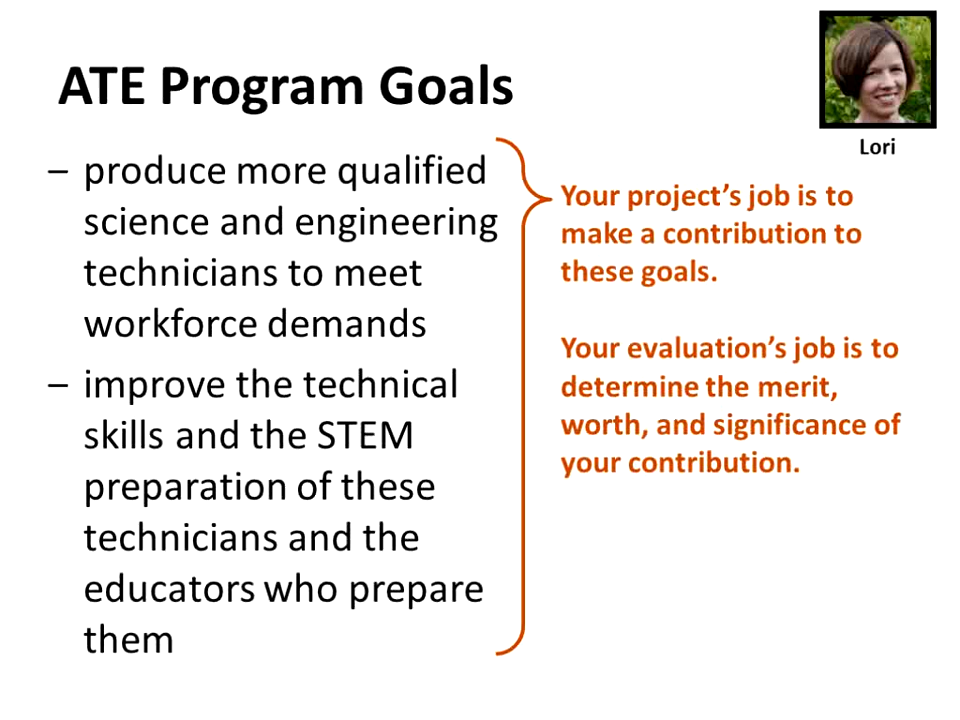 ATE Program Goals
Lori
– produce more qualified
science and engineering
technicians to meet
workforce demands
– improve the technical
skills and the STEM
preparation of these
technicians and the
educators who prepare
them
Your project’s job is to
make a contribution to
these goals.
Your evaluation’s job is to
determine the merit,
worth, and significance of
your contribution.